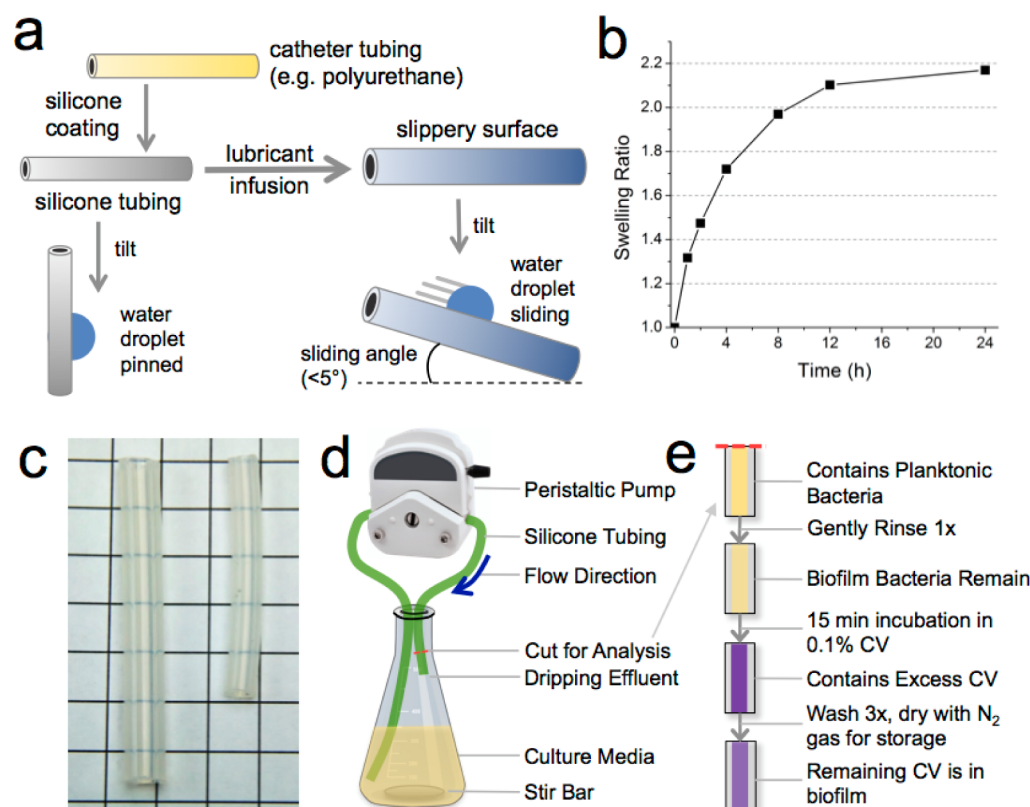 a
catheter tubing
(e.g. polyurethane)
silicone
coating
silicone tubing
lubricant
infusion
slippery surface
tilt
water
droplet
pinned
tilt
water
droplet
sliding
sliding angle
(<5°)
b
Swelling Ratio
2.2
2.0
1.8
1.6
1.4
1.2
1.0
0 4 8 12 16 20 24
Time (h)
c
d
Peristaltic Pump
Silicone Tubing
Flow Direction
Cut for Analysis
Dripping Effluent
Culture Media
Stir Bar
e
Contains Planktonic
Bacteria
Gently Rinse 1x
Biofilm Bacteria Remain
15 min incubation in
0.1% CV
Contains Excess CV
Wash 3x, dry with N₂
gas for storage
Remaining CV is in
biofilm